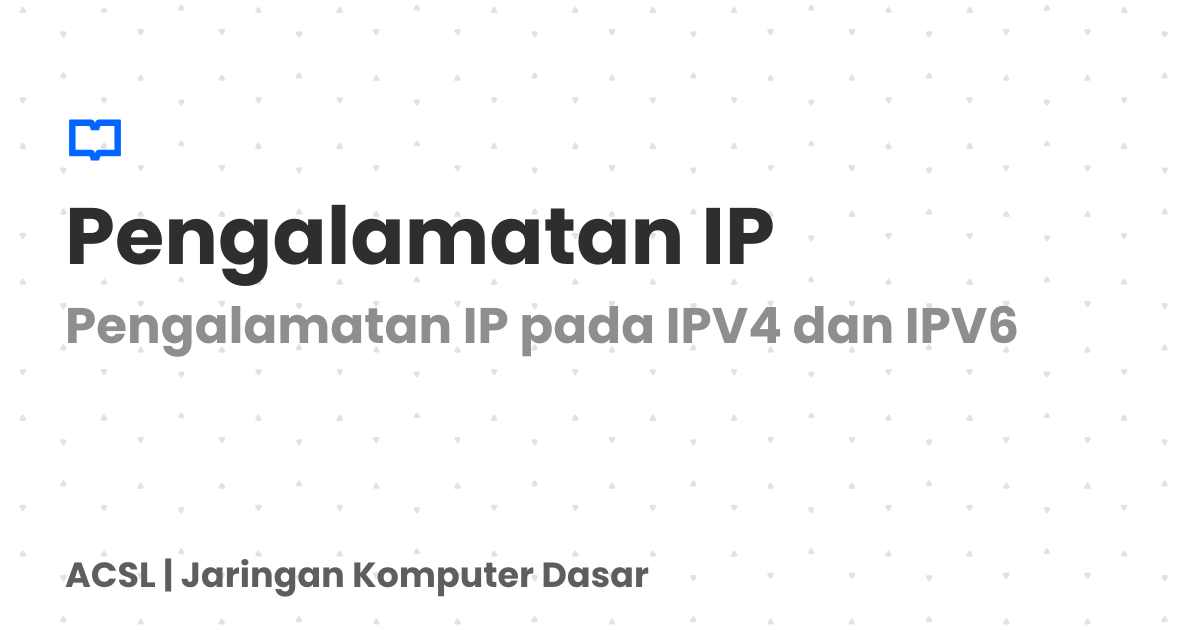 Pengalamatan IP
Pengalamatan IP pada IPV4 dan IPV6
ACSL | Jaringan Komputer Dasar